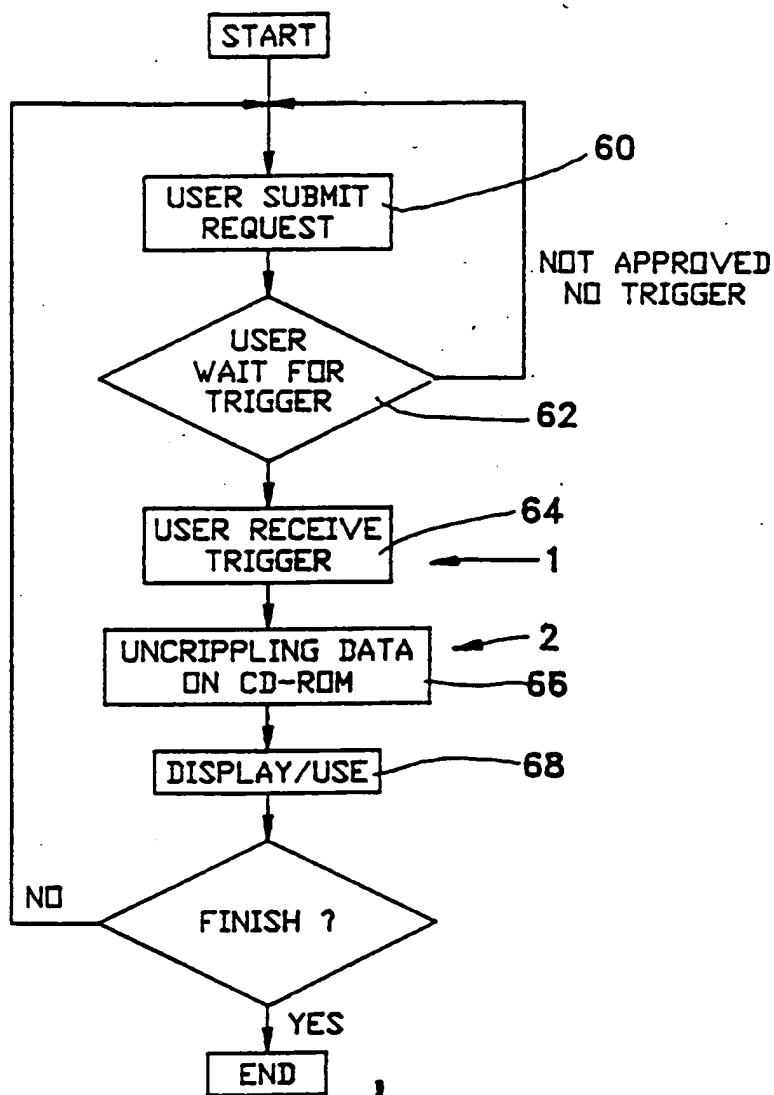 START
60
USER SUBMIT
REQUEST
NOT APPROVED
NO TRIGGER
USER
WAIT FOR
TRIGGER
62
64
USER RECEIVE
TRIGGER
1
2
UNCRIPPLING DATA
ON CD-ROM
66
68
DISPLAY/USE
NO
FINISH ?
YES
END